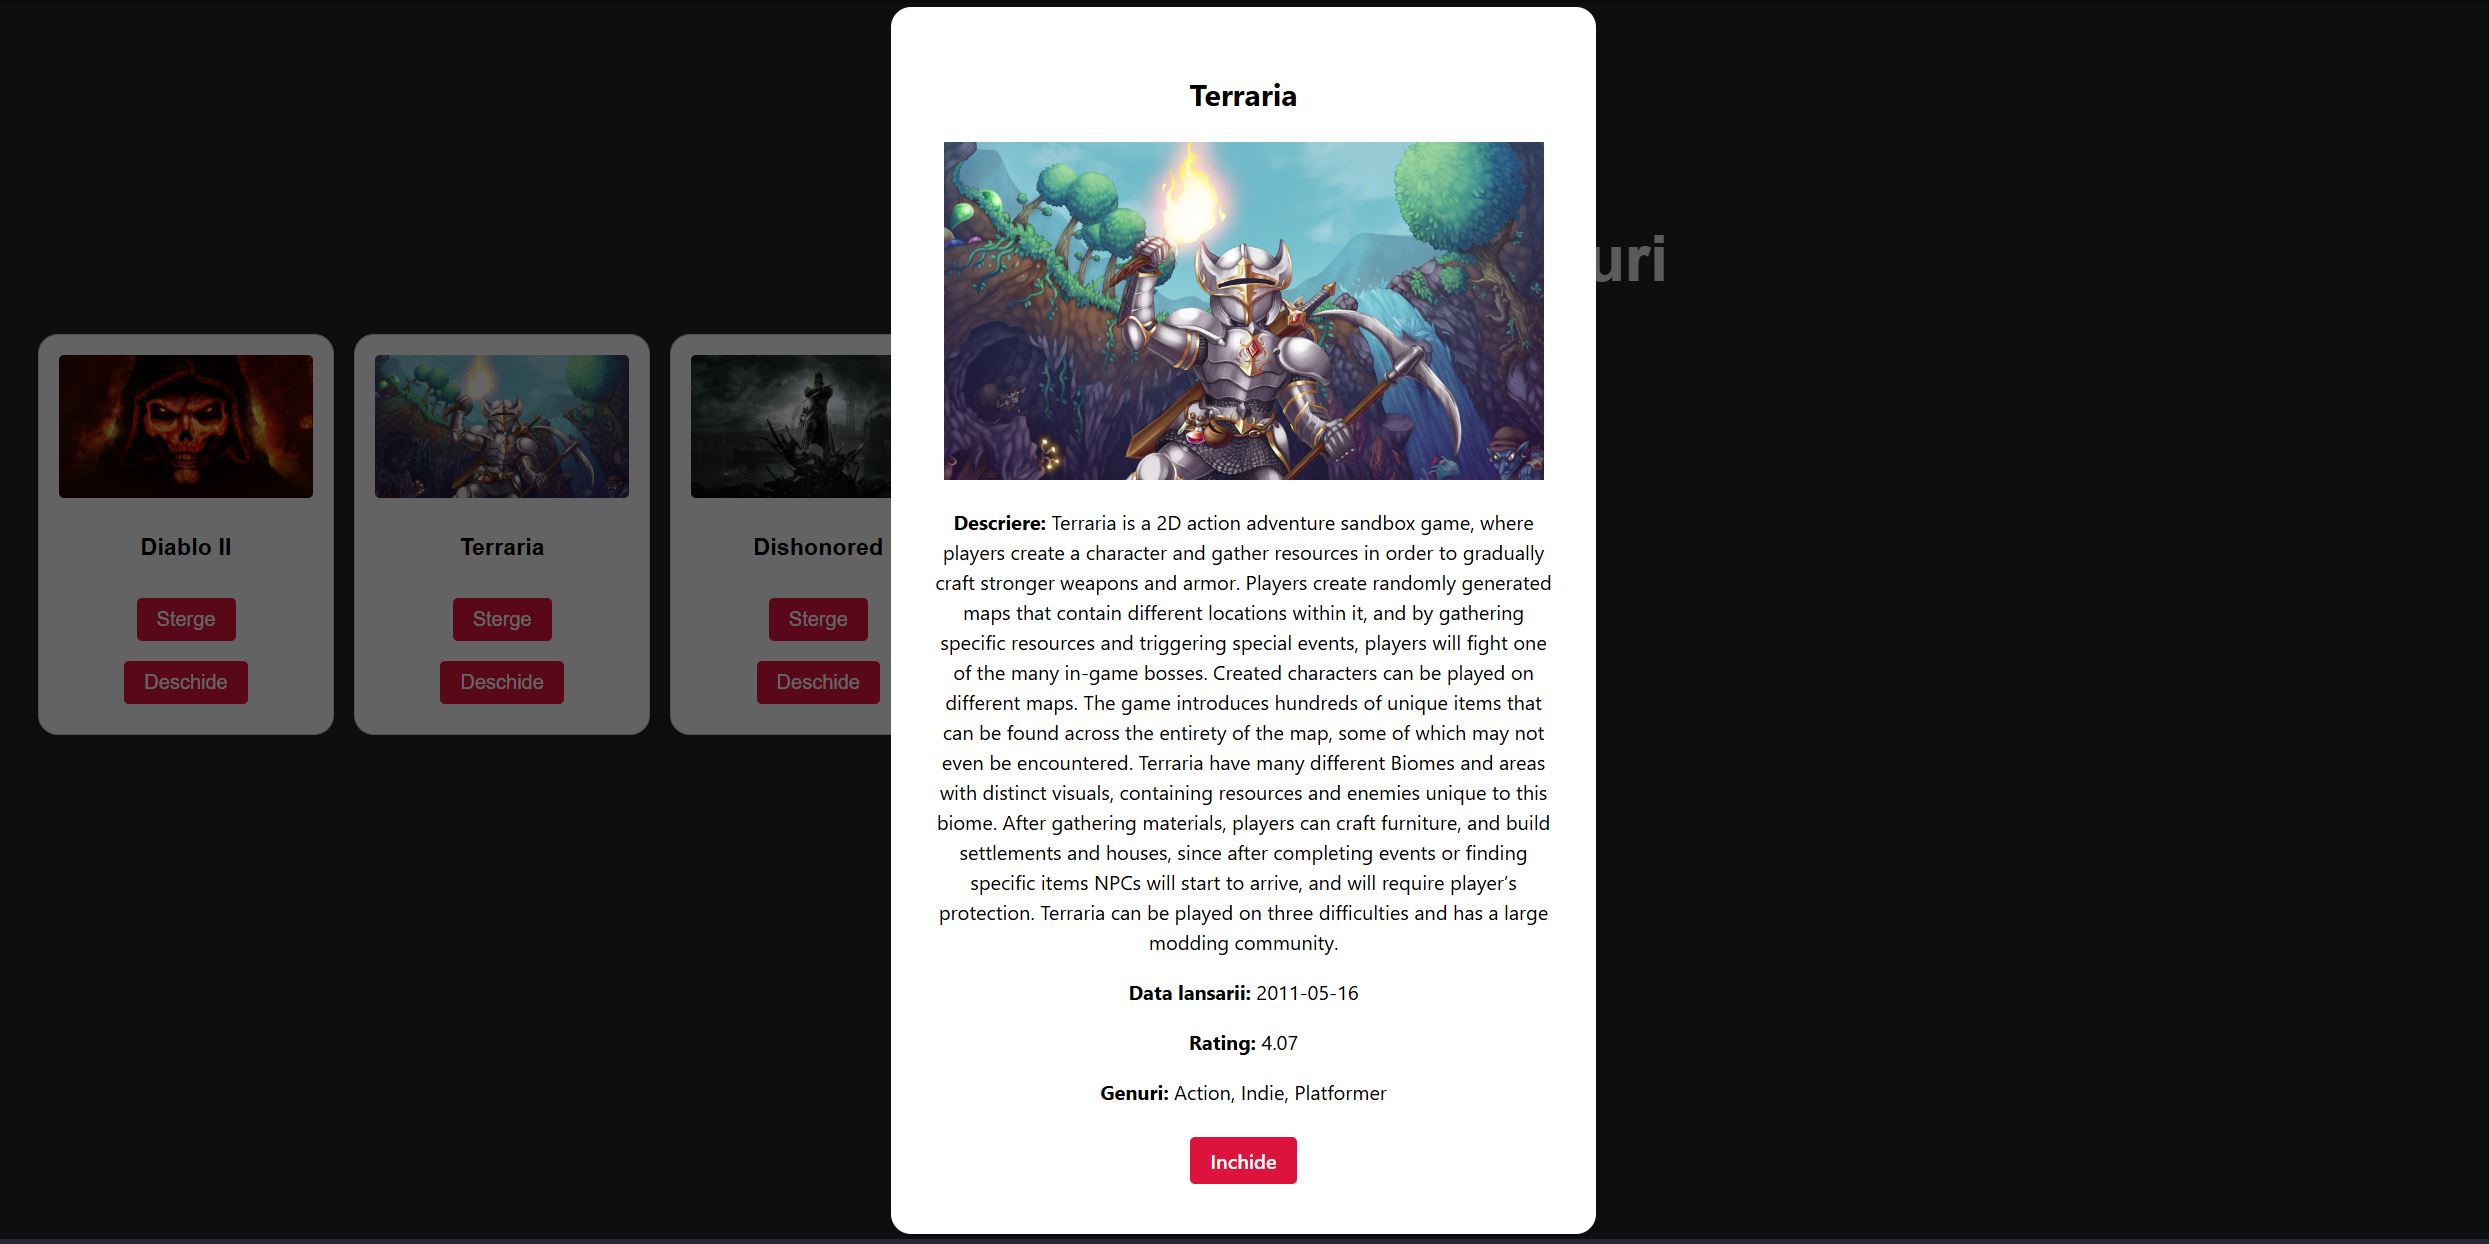 Terraria
uri
Descriere: Terraria is a 2D action adventure sandbox game, where
players create a character and gather resources in order to gradually
craft stronger weapons and armor. Players create randomly generated
maps that contain different locations within it, and by gathering
specific resources and triggering special events, players will fight one
of the many in-game bosses. Created characters can be played on
different maps. The game introduces hundreds of unique items that
can be found across the entirety of the map, some of which may not
even be encountered. Terraria have many different Biomes and areas
with distinct visuals, containing resources and enemies unique to this
biome. After gathering materials, players can craft furniture, and build
settlements and houses, since after completing events or finding
specific items NPCs will start to arrive, and will require player’s
protection. Terraria can be played on three difficulties and has a large
modding community.
Data lansarii: 2011-05-16
Rating: 4.07
Genuri: Action, Indie, Platformer
Inchide
Diablo II
Sterge
Deschide
Terraria
Sterge
Deschide
Dishonored
Sterge
Deschide